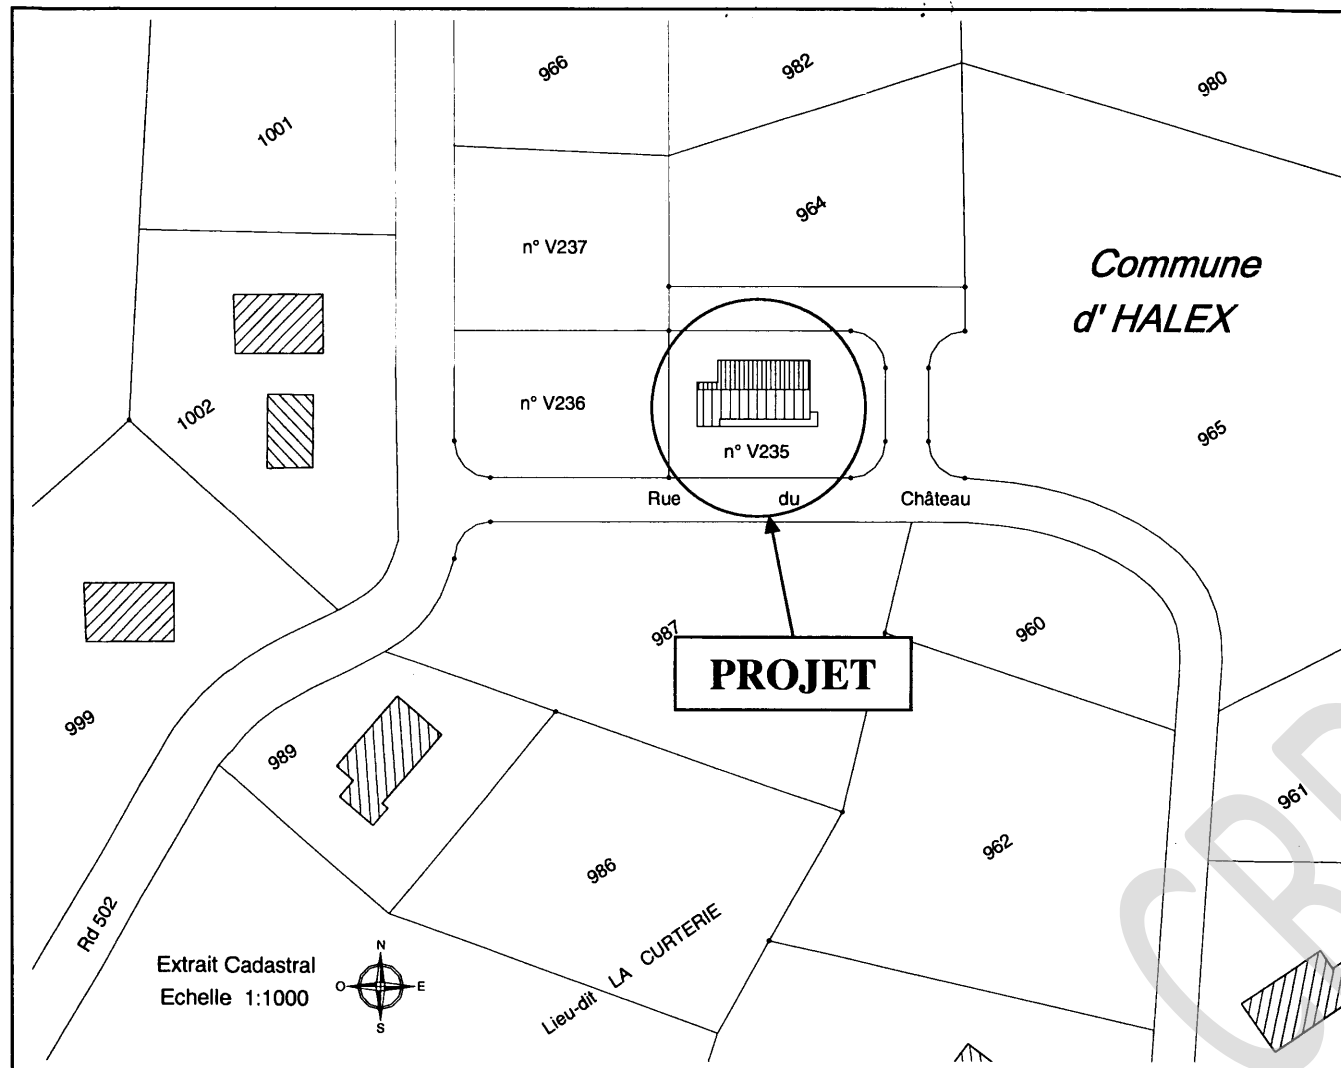 966
982
980
1001
964
n° V237
Commune
d' HALEX
1002
n° V236
965
n° V235
Rue du Château
987
960
PROJET
999
989
961
962
986
Rd 502
Lieu-dit LA CURTERIE
Extrait Cadastral
Echelle 1:1000
N
O
E
S